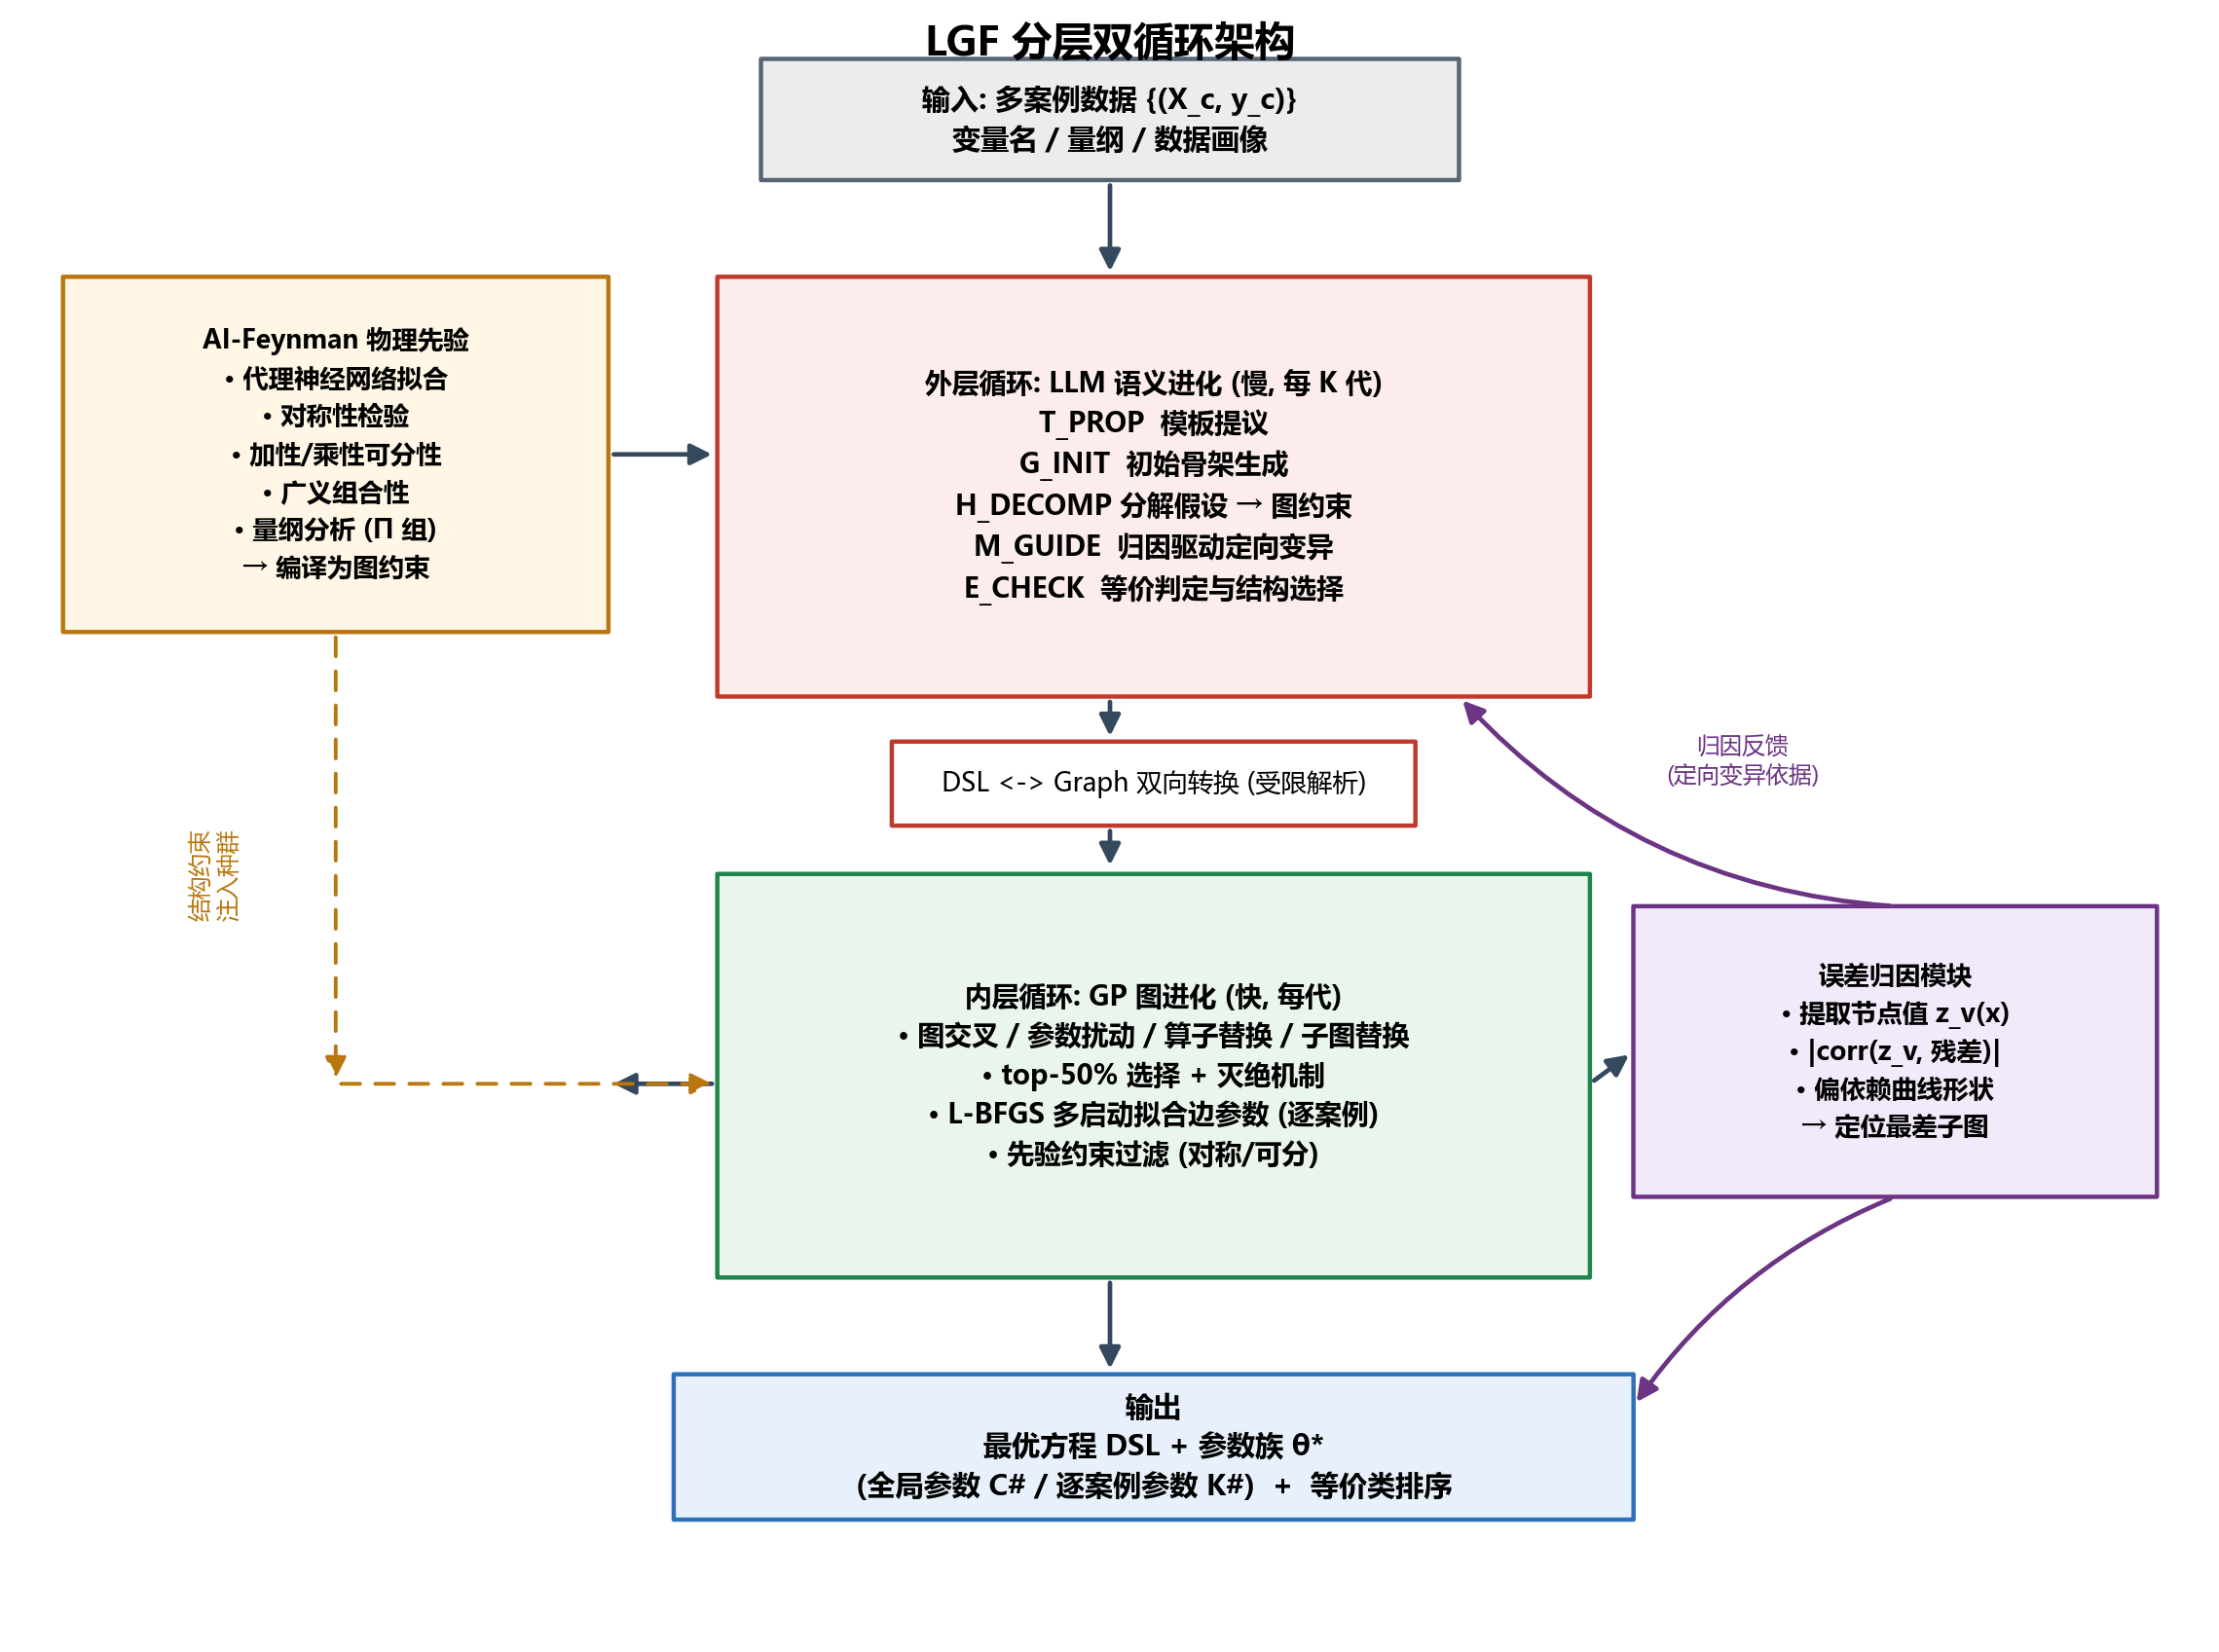 LGF 分层双循环架构
输入: 多案例数据 {(X_c, y_c)}
变量名 / 量纲 / 数据画像
AI-Feynman 物理先验
• 代理神经网络拟合
• 对称性检验
• 加性/乘性可分性
• 广义组合性
• 量纲分析 (Π 组)
→ 编译为图约束
外层循环: LLM 语义进化 (慢, 每 K 代)
T_PROP 模板提议
G_INIT 初始骨架生成
H_DECOMP 分解假设 → 图约束
M_GUIDE 归因驱动定向变异
E_CHECK 等价判定与结构选择
归因反馈
(定向变异依据)
DSL <-> Graph 双向转换 (受限解析)
结构约束
注入种群
内层循环: GP 图进化 (快, 每代)
• 图交叉 / 参数扰动 / 算子替换 / 子图替换
• top-50% 选择 + 灭绝机制
• L-BFGS 多启动拟合边参数 (逐案例)
• 先验约束过滤 (对称/可分)
误差归因模块
• 提取节点值 z_v(x)
• |corr(z_v, 残差)|
• 偏依赖曲线形状
→ 定位最差子图
输出
最优方程 DSL + 参数族 θ*
(全局参数 C# / 逐案例参数 K#) + 等价类排序